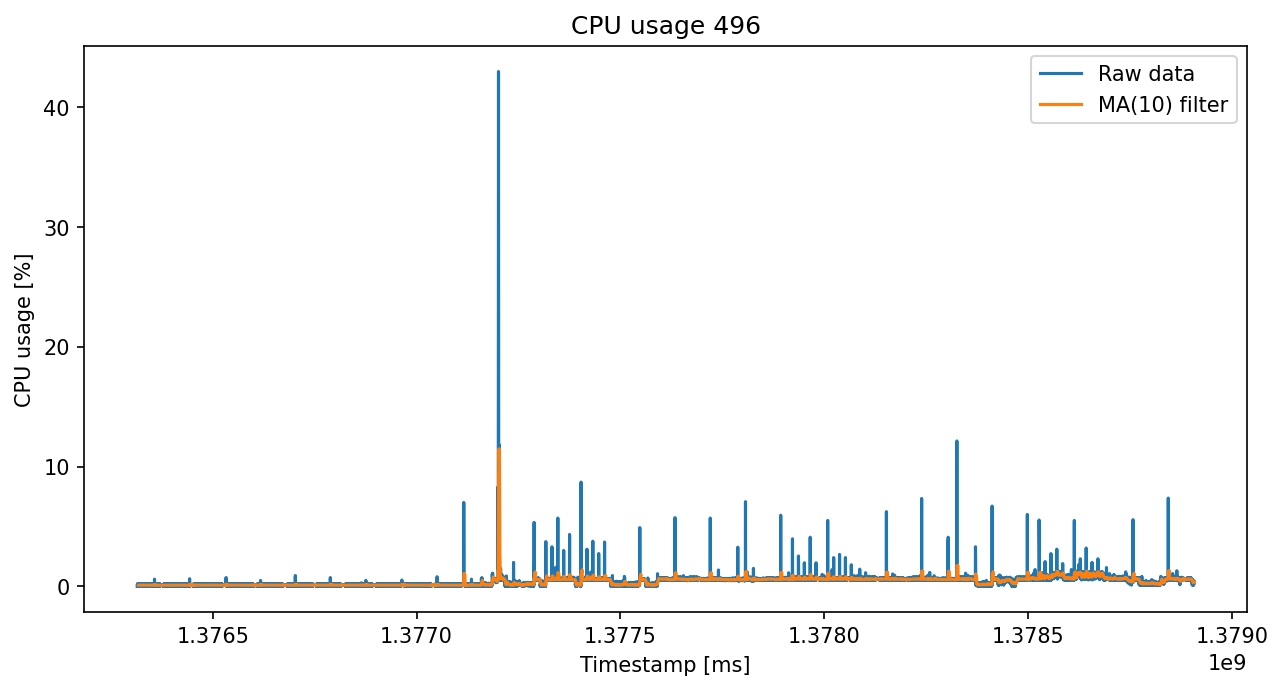 CPU usage 496
Raw data
MA(10) filter
CPU usage [%]
40
30
20
10
0
1.3765 1.3770 1.3775 1.3780 1.3785 1.3790
1e9
Timestamp [ms]